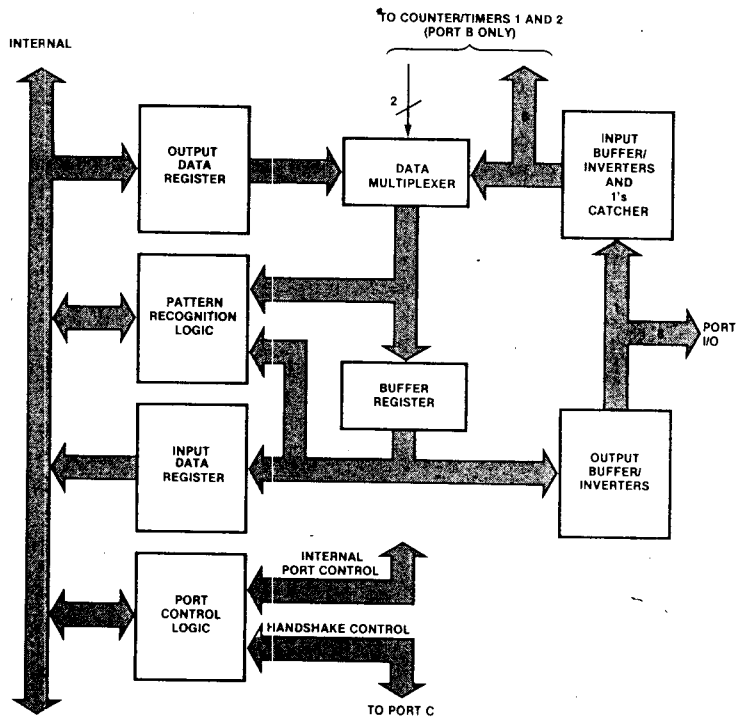 TO COUNTER/TIMERS 1 AND 2
(PORT B ONLY)
INTERNAL
2
8
OUTPUT
DATA
REGISTER
DATA
MULTIPLEXER
INPUT
BUFFER/
INVERTERS
AND
1's
CATCHER
PATTERN
RECOGNITION
LOGIC
8
PORT
I/O
BUFFER
REGISTER
INPUT
DATA
REGISTER
OUTPUT
BUFFER/
INVERTERS
PORT
CONTROL
LOGIC
INTERNAL
PORT CONTROL
HANDSHAKE CONTROL
TO PORT C